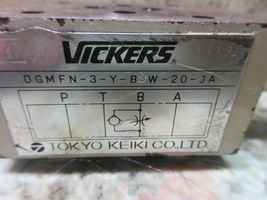 VICKERS
DGMFN-3-Y-B W-20-JA
P T B A
TOKYO KEIKI CO., LTD.